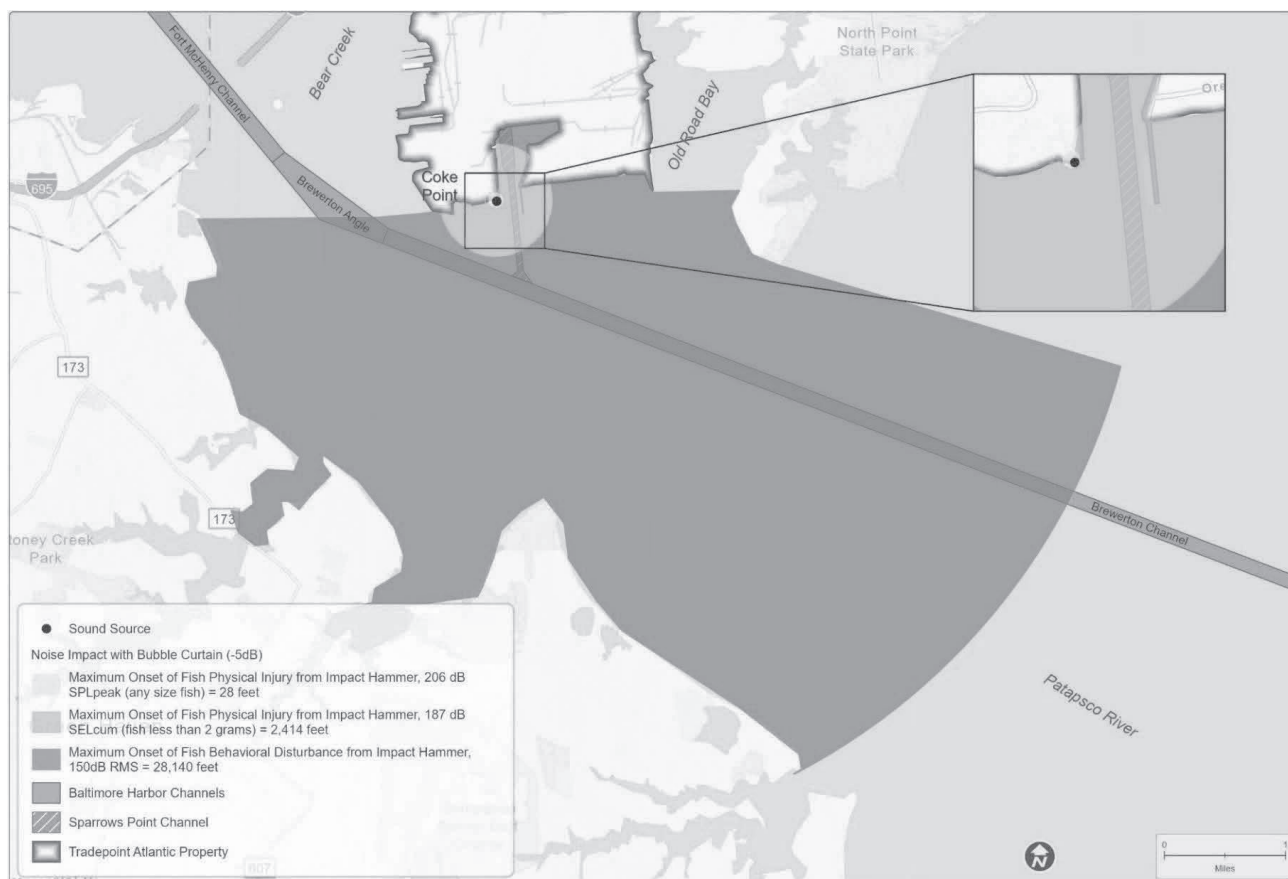 Fort McHenry Channel
Bear Creek
North Point
State Park
Ore
Old Road Bay
695
Coke
Point
Brewerton Angle
173
173
toney Creek
Park
Brewerton Channel
Patapsco River
Sound Source
Noise Impact with Bubble Curtain (-5dB)
Maximum Onset of Fish Physical Injury from Impact Hammer, 206 dB
SPLpeak (any size fish) = 28 feet
Maximum Onset of Fish Physical Injury from Impact Hammer, 187 dB
SELcum (fish less than 2 grams) = 2,414 feet
Maximum Onset of Fish Behavioral Disturbance from Impact Hammer,
150dB RMS = 28,140 feet
Baltimore Harbor Channels
Sparrows Point Channel
Tradepoint Atlantic Property
607
N
0 1
Miles